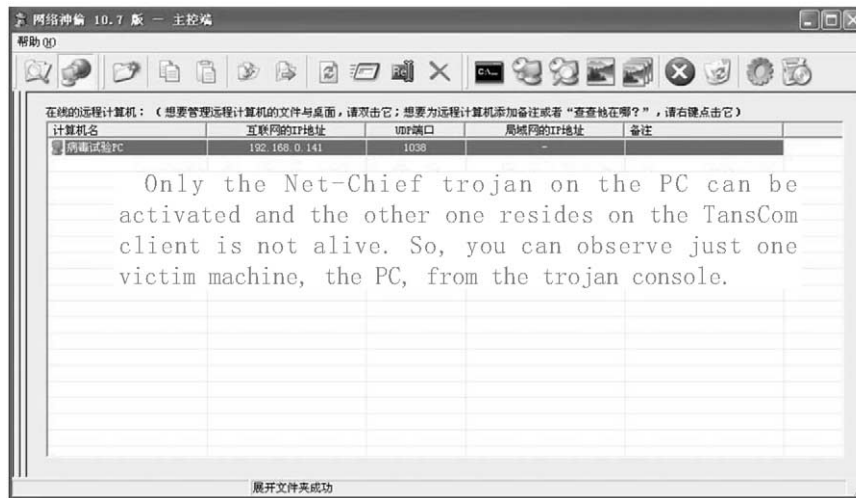 网络神偷 10.7 版 — 主控端
帮助(H)
在线的远程计算机：（想要管理远程计算机的文件与桌面，请双击它；想要为远程计算机添加备注或者“查查他在哪？”，请右键点击它）
计算机名 互联网的IP地址 UDP端口 局域网的IP地址 备注
病毒试验PC 192.168.0.141 1038 -
Only the Net-Chief trojan on the PC can be
activated and the other one resides on the TansCom
client is not alive. So, you can observe just one
victim machine, the PC, from the trojan console.
展开文件夹成功